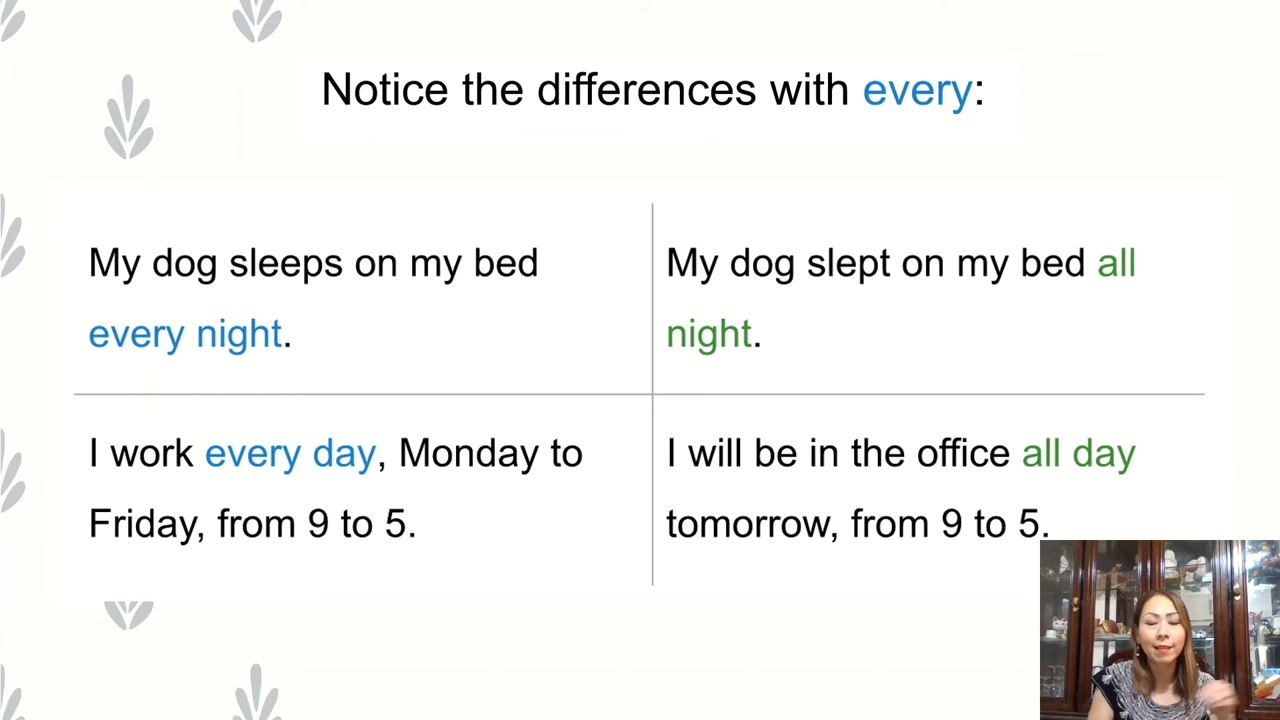 Notice the differences with every:
My dog sleeps on my bed
every night.
My dog slept on my bed all
night.
I work every day, Monday to
Friday, from 9 to 5.
I will be in the office all day
tomorrow, from 9 to 5.